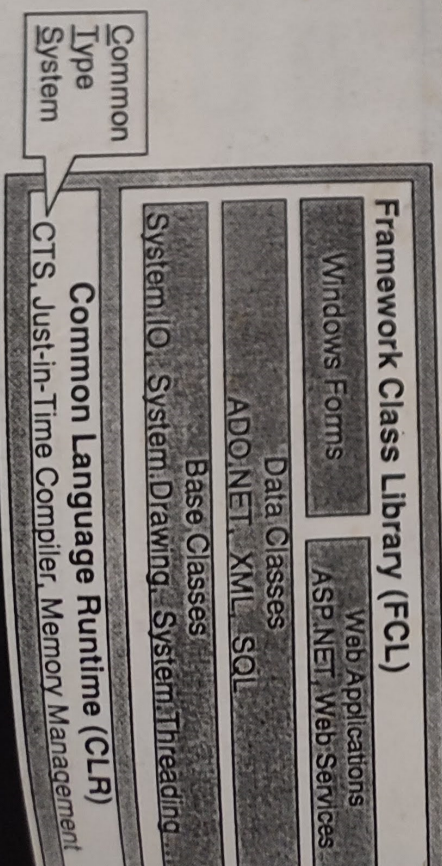 Framework Class Library (FCL)
Windows Forms
Web Applications
ASP.NET, Web Services
Data Classes
ADO.NET, XML, SQL
Base Classes
System.IO, System.Drawing, System.Threading...
Common Language Runtime (CLR)
CTS, Just-in-Time Compiler, Memory Management
Common
Type
System